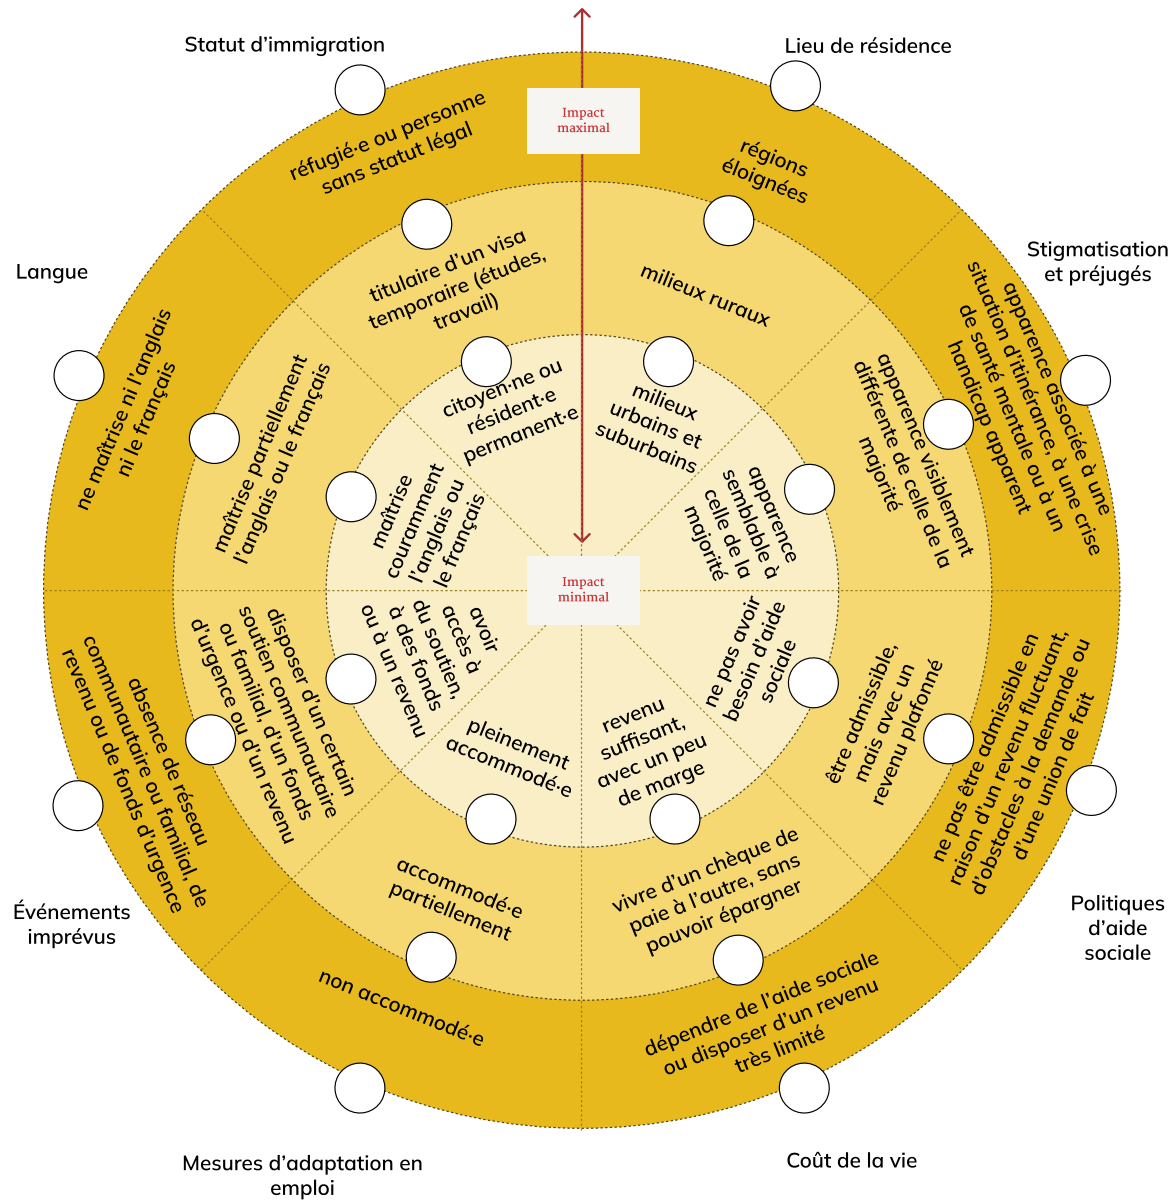 Statut d'immigration
Lieu de résidence
Impact
maximal
réfugié·e ou personne
sans statut légal
régions
éloignées
titulaire d'un visa
temporaire (études,
travail)
milieux ruraux
citoyen·ne ou
résident·e
permanent·e
milieux
urbains et
suburbains
Langue
Stigmatisation
et préjugés
ne maîtrise ni l'anglais
ni le français
maîtrise partiellement
l'anglais ou le français
maîtrise
couramment
l'anglais ou
le français
apparence
semblable à
celle de la
majorité
apparence visiblement
différente de celle de la
majorité
apparence associée à une
situation d'itinérance, à une crise
de santé mentale ou à un
handicap apparent
Impact
minimal
absence de réseau
communautaire ou familial, de
revenu ou de fonds d'urgence
disposer d'un certain
soutien communautaire
ou familial, d'un fonds
d'urgence ou d'un revenu
avoir
accès à
du soutien,
à des fonds
ou à un revenu
ne pas avoir
besoin d'aide
sociale
être admissible,
mais avec un
revenu plafonné
ne pas être admissible en
raison d'un revenu fluctuant,
d'obstacles à la demande ou
d'une union de fait
pleinement
accommodé·e
revenu
suffisant,
avec un peu
de marge
accommodé·e
partiellement
vivre d'un chèque de
paie à l'autre, sans
pouvoir épargner
non accommodé·e
dépendre de l'aide sociale
ou disposer d'un revenu
très limité
Événements
imprévus
Politiques
d'aide
sociale
Mesures d'adaptation en
emploi
Coût de la vie